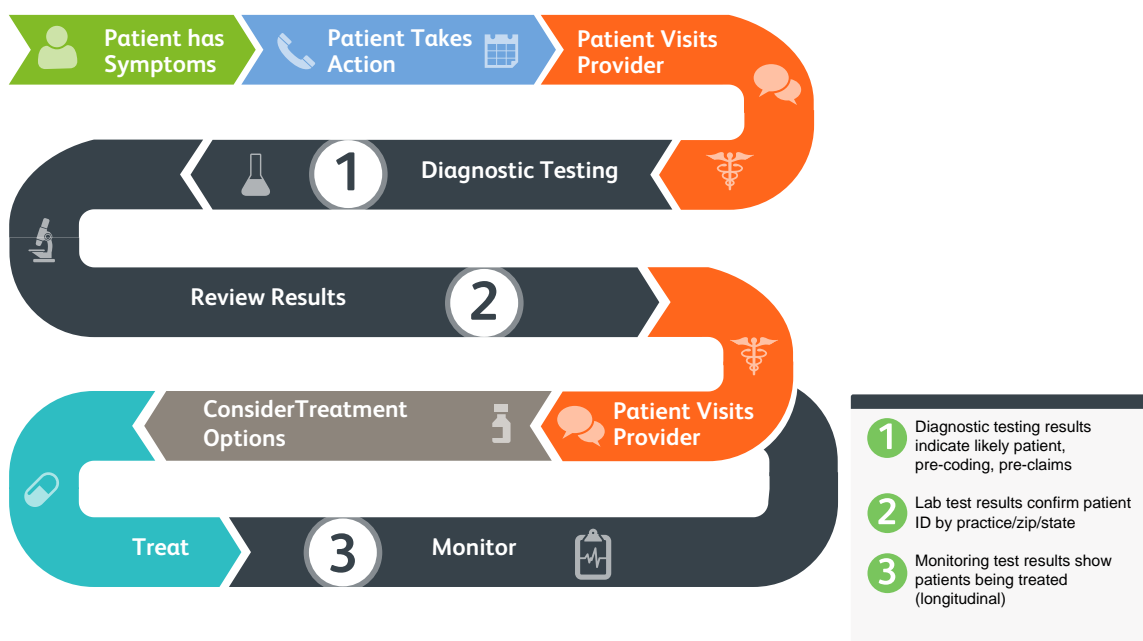 Patient has
Symptoms
Patient Takes
Action
Patient Visits
Provider
1
Diagnostic Testing
Review Results
2
ConsiderTreatment
Options
Patient Visits
Provider
Treat
3
Monitor
1
Diagnostic testing results
indicate likely patient,
pre-coding, pre-claims
2
Lab test results confirm patient
ID by practice/zip/state
3
Monitoring test results show
patients being treated
(longitudinal)